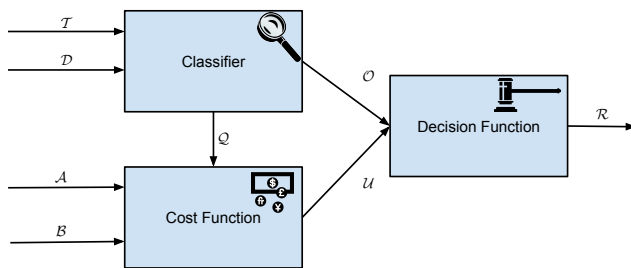 𝒯
Classifier
𝒟
𝒪
Decision Function
ℛ
𝒬
𝒜
Cost Function
$
£
¥
𝒰
ℬ